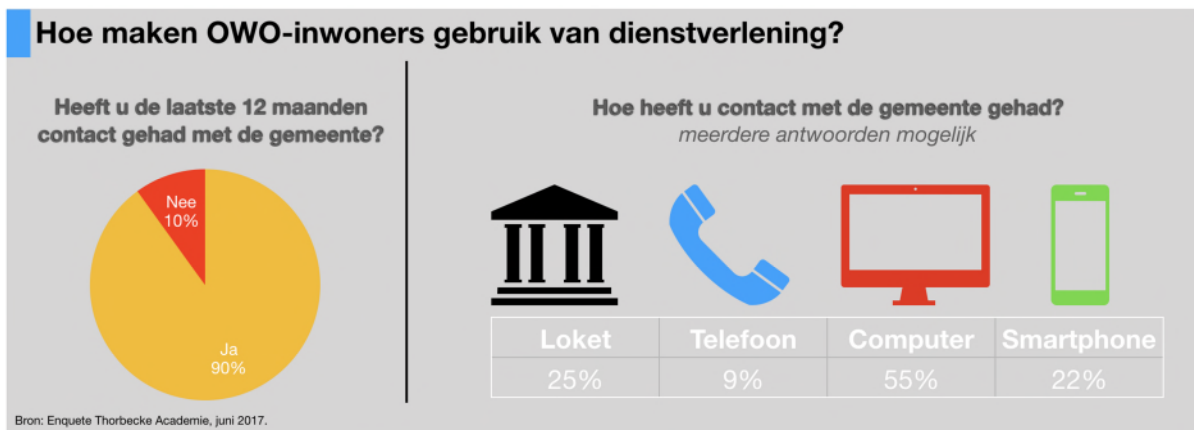 Hoe maken OWO-inwoners gebruik van dienstverlening?
Heeft u de laatste 12 maanden
contact gehad met de gemeente?
Nee
10%
Ja
90%
Hoe heeft u contact met de gemeente gehad?
meerdere antwoorden mogelijk
Loket Telefoon Computer Smartphone
25% 9% 55% 22%
Bron: Enquete Thorbecke Academie, juni 2017.